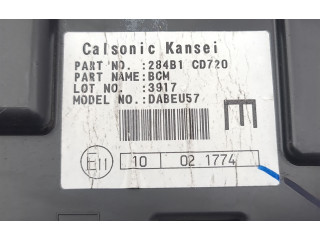 Calsonic Kansei
PART NO. :284B1 CD720
PART NAME:BCM
LOT NO. :3917
MODEL NO.:DABEU57
E
E11 10 02 1774